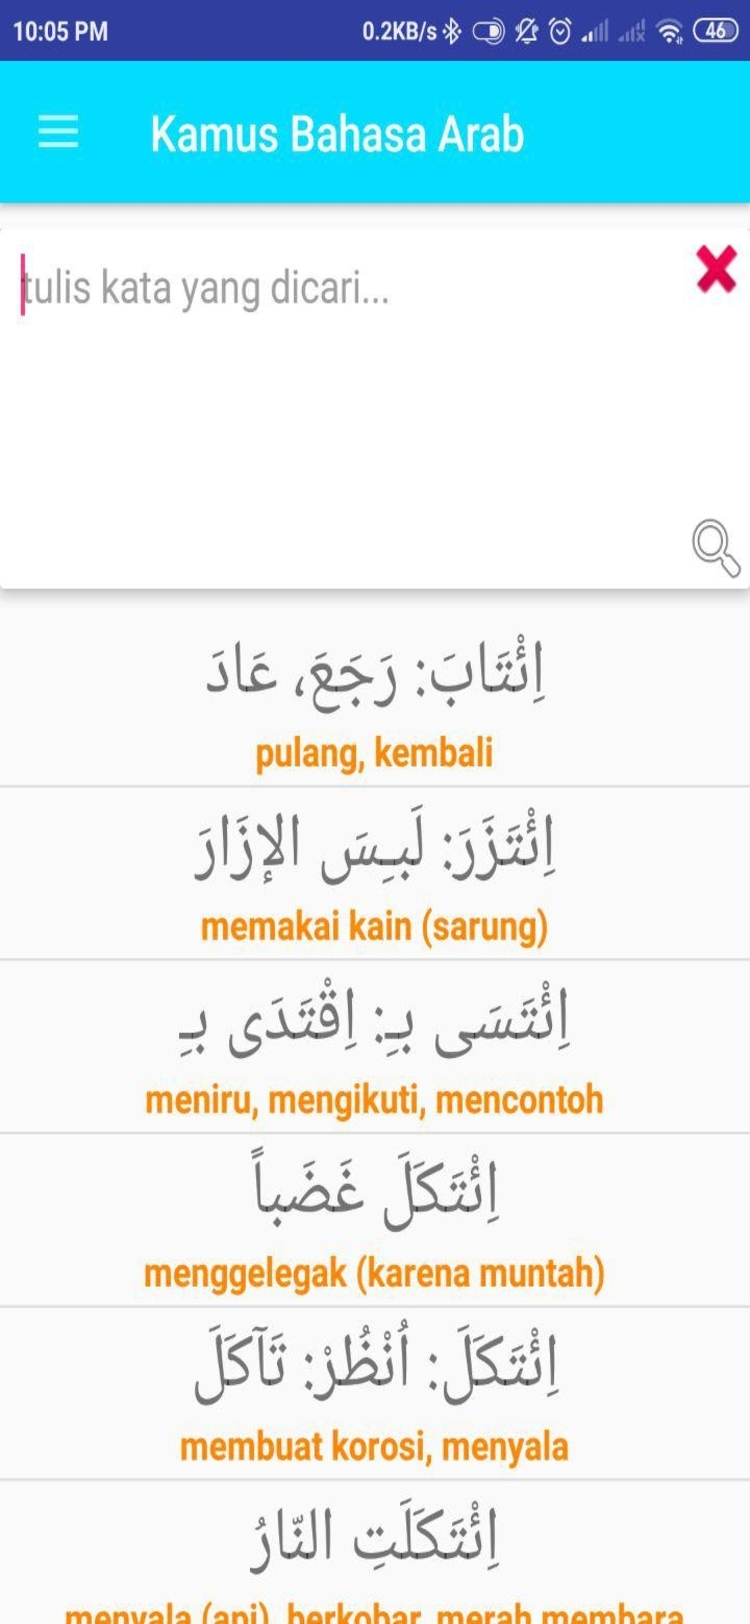 10:05 PM 0.2KB/s 46
Kamus Bahasa Arab
tulis kata yang dicari...
اِئْتَابَ: رَجَعَ، عَادَ
pulang, kembali
اِئْتَزَرَ: لَبِسَ الإِزَارَ
memakai kain (sarung)
اِئْتَسَى بِـ: اِقْتَدَى بِـ
meniru, mengikuti, mencontoh
اِئْتَكَلَ غَضَباً
menggelegak (karena muntah)
اِئْتَكَلَ: اُنْظُرْ: تَآكَلَ
membuat korosi, menyala
اِئْتَكَلَتِ النّارُ
menyala (api), berkobar, merah membara